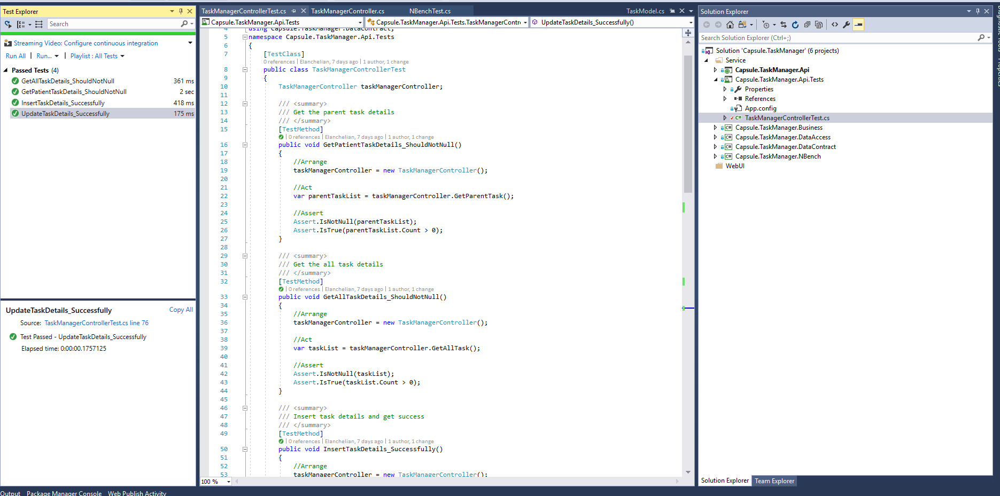 Test Explorer
Search
Streaming Video: Configure continuous integration
Run All | Run... | Playlist : All Tests
Passed Tests (4)
GetAllTaskDetails_ShouldNotNull 361 ms
GetPatientTaskDetails_ShouldNotNull 2 sec
InsertTaskDetails_Successfully 418 ms
UpdateTaskDetails_Successfully 175 ms
UpdateTaskDetails_Successfully Copy All
Source: TaskManagerControllerTest.cs line 76
Test Passed - UpdateTaskDetails_Successfully
Elapsed time: 0:00:00.1757125
TaskManagerControllerTest.cs TaskManagerController.cs NBenchTest.cs TaskModel.cs
Capsule.TaskManager.Api.Tests Capsule.TaskManager.Api.Tests.TaskManagerContr UpdateTaskDetails_Successfully()
4 using Capsule.TaskManager.DataContract;
5 namespace Capsule.TaskManager.Api.Tests
6 {
7 [TestClass]
0 references | Elanchelian, 7 days ago | 1 author, 1 change
8 public class TaskManagerControllerTest
9 {
10 TaskManagerController taskManagerController;
11
12 /// <summary>
13 /// Get the parent task details
14 /// </summary>
15 [TestMethod]
| 0 references | Elanchelian, 7 days ago | 1 author, 1 change
16 public void GetPatientTaskDetails_ShouldNotNull()
17 {
18 //Arrange
19 taskManagerController = new TaskManagerController();
20
21 //Act
22 var parentTaskList = taskManagerController.GetParentTask();
23
24 //Assert
25 Assert.IsNotNull(parentTaskList);
26 Assert.IsTrue(parentTaskList.Count > 0);
27 }
28
29 /// <summary>
30 /// Get the all task details
31 /// </summary>
32 [TestMethod]
| 0 references | Elanchelian, 7 days ago | 1 author, 1 change
33 public void GetAllTaskDetails_ShouldNotNull()
34 {
35 //Arrange
36 taskManagerController = new TaskManagerController();
37
38 //Act
39 var taskList = taskManagerController.GetAllTask();
40
41 //Assert
42 Assert.IsNotNull(taskList);
43 Assert.IsTrue(taskList.Count > 0);
44 }
45
46 /// <summary>
47 /// Insert task details and get success
48 /// </summary>
49 [TestMethod]
| 0 references | Elanchelian, 7 days ago | 1 author, 1 change
50 public void InsertTaskDetails_Successfully()
51 {
52 //Arrange
53 taskManagerController = new TaskManagerController();
100 %
Solution Explorer
Search Solution Explorer (Ctrl+;)
Solution 'Capsule.TaskManager' (6 projects)
Service
Capsule.TaskManager.Api
Capsule.TaskManager.Api.Tests
Properties
References
App.config
C# TaskManagerControllerTest.cs
C# Capsule.TaskManager.Business
C# Capsule.TaskManager.DataAccess
C# Capsule.TaskManager.DataContract
C# Capsule.TaskManager.NBench
WebUI
Solution Explorer Team Explorer
Output Package Manager Console Web Publish Activity